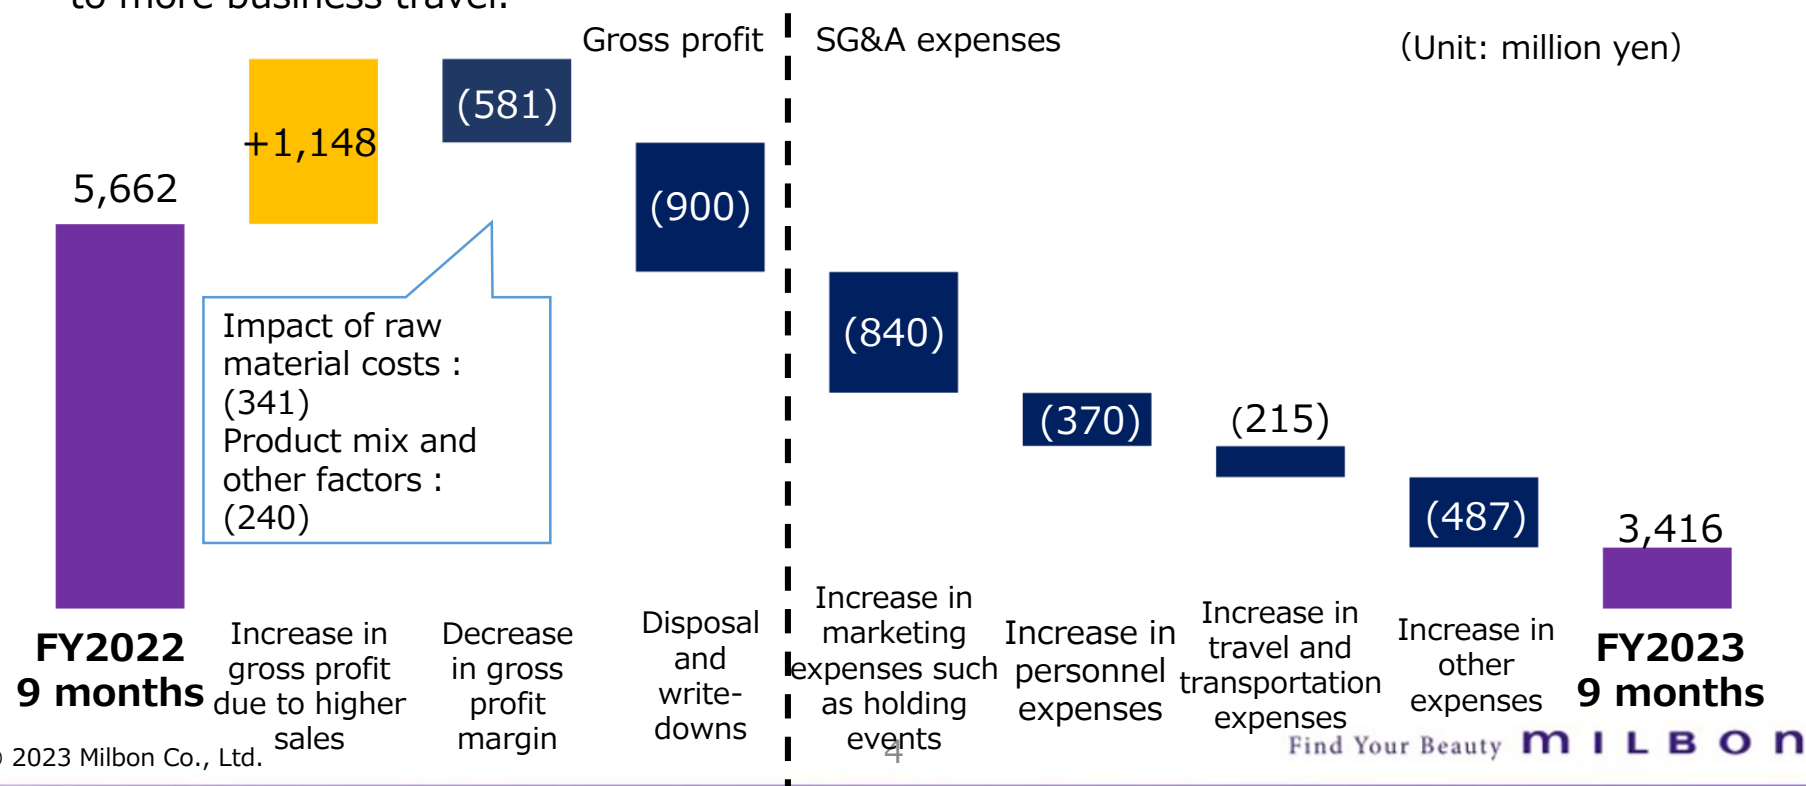 to more business travel.
Gross profit
SG&A expenses
(Unit: million yen)
5,662
+1,148
(581)
(900)
(840)
(370)
(215)
(487)
3,416
Impact of raw
material costs :
(341)
Product mix and
other factors :
(240)
FY2022
9 months
Increase in
gross profit
due to higher
sales
Decrease
in gross
profit
margin
Disposal
and
write-
downs
Increase in
marketing
expenses such
as holding
events
Increase in
personnel
expenses
Increase in
travel and
transportation
expenses
Increase in
other
expenses
FY2023
9 months
© 2023 Milbon Co., Ltd.
4
Find Your Beauty MILBON